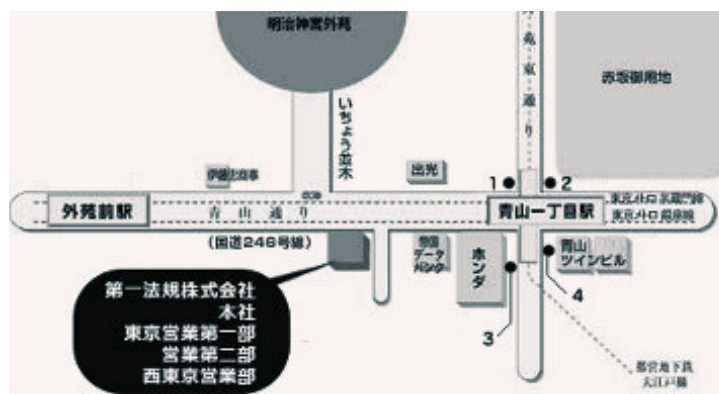 明治神宮外苑
外苑東通り
赤坂御用地
いちょう並木
伊藤忠商事
出光
1
2
外苑前駅
青山通り
青山一丁目駅
東京メトロ 半蔵門線
東京メトロ 銀座線
(国道246号線)
帝国
データ
バンク
ホンダ
青山
ツインビル
3
4
第一法規株式会社
本社
東京営業第一部
営業第二部
西東京営業部
都営地下鉄
大江戸線